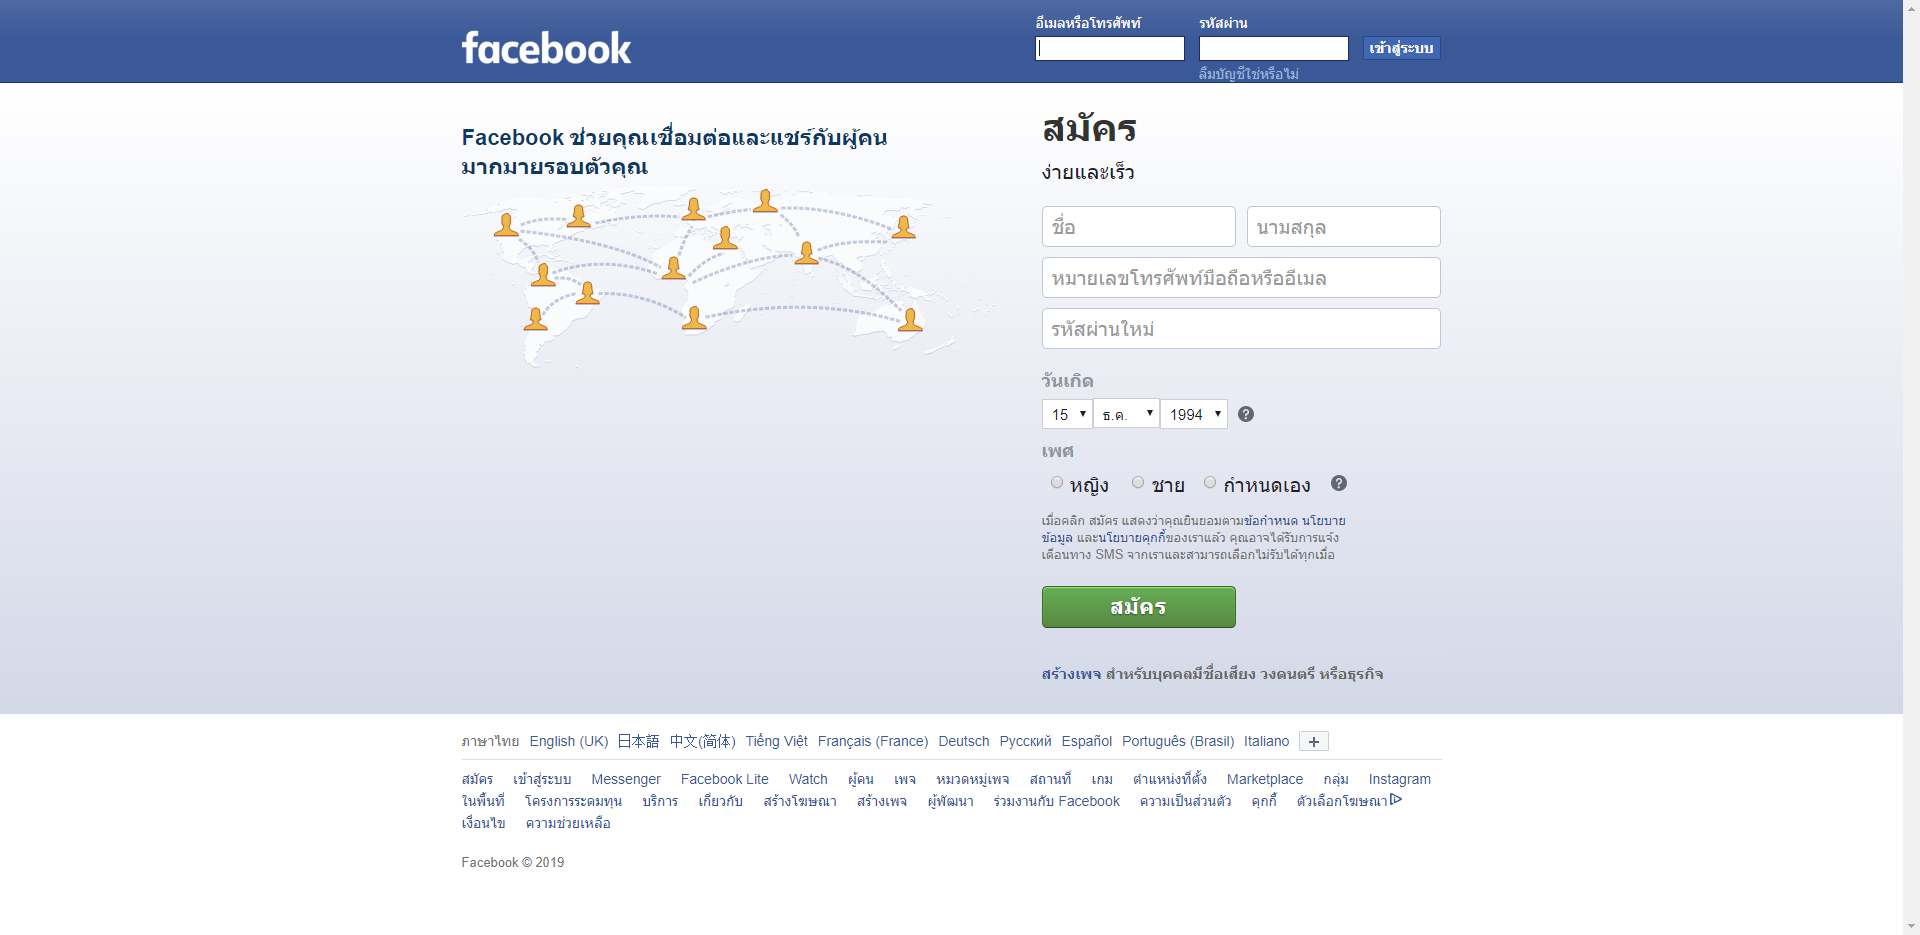 facebook
อีเมลหรือโทรศัพท์ รหัสผ่าน
เข้าสู่ระบบ
ลืมบัญชีใช่หรือไม่
Facebook ช่วยคุณเชื่อมต่อและแชร์กับผู้คน
มากมายรอบตัวคุณ
สมัคร
ง่ายและเร็ว
ชื่อ นามสกุล
หมายเลขโทรศัพท์มือถือหรืออีเมล
รหัสผ่านใหม่
วันเกิด
15 ธ.ค. 1994 ?
เพศ
หญิง ชาย กำหนดเอง ?
เมื่อคลิก สมัคร แสดงว่าคุณยินยอมตามข้อกำหนด นโยบาย
ข้อมูล และนโยบายคุกกี้ของเราแล้ว คุณอาจได้รับการแจ้ง
เตือนทาง SMS จากเราและสามารถเลือกไม่รับได้ทุกเมื่อ
สมัคร
สร้างเพจ สำหรับบุคคลมีชื่อเสียง วงดนตรี หรือธุรกิจ
ภาษาไทย English (UK) 日本語 中文(简体) Tiếng Việt Français (France) Deutsch Русский Español Português (Brasil) Italiano +
สมัคร เข้าสู่ระบบ Messenger Facebook Lite Watch ผู้คน เพจ หมวดหมู่เพจ สถานที่ เกม ตำแหน่งที่ตั้ง Marketplace กลุ่ม Instagram
ในพื้นที่ โครงการระดมทุน บริการ เกี่ยวกับ สร้างโฆษณา สร้างเพจ ผู้พัฒนา ร่วมงานกับ Facebook ความเป็นส่วนตัว คุกกี้ ตัวเลือกโฆษณา
เงื่อนไข ความช่วยเหลือ
Facebook © 2019